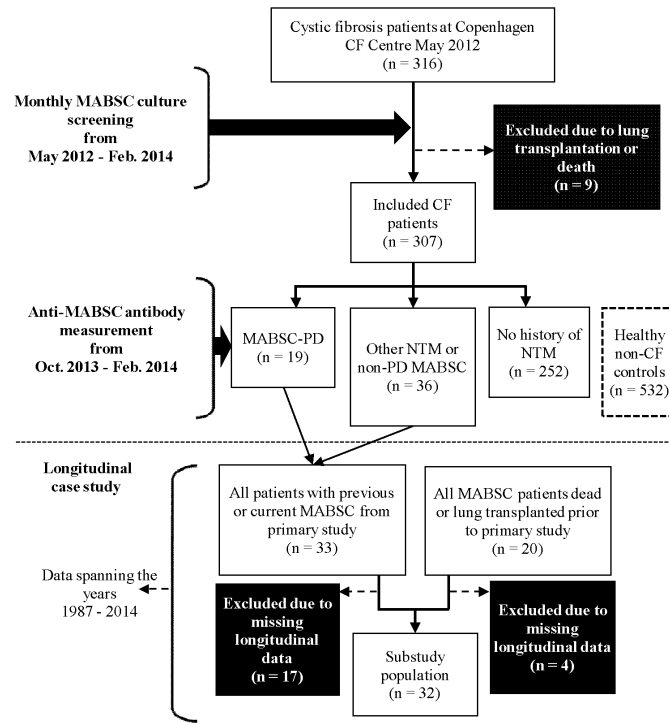 Cystic fibrosis patients at Copenhagen
CF Centre May 2012
(n = 316)
Monthly MABSC culture
screening
from
May 2012 - Feb. 2014
Excluded due to lung
transplantation or
death
(n = 9)
Included CF
patients
(n = 307)
Anti-MABSC antibody
measurement
from
Oct. 2013 - Feb. 2014
MABSC-PD
(n = 19)
Other NTM or
non-PD MABSC
(n = 36)
No history of
NTM
(n = 252)
Healthy
non-CF
controls
(n = 532)
Longitudinal
case study
All patients with previous
or current MABSC from
primary study
(n = 33)
All MABSC patients dead
or lung transplanted prior
to primary study
(n = 20)
Data spanning the
years
1987 - 2014
Excluded due to
missing
longitudinal
data
(n = 17)
Excluded due to
missing
longitudinal data
(n = 4)
Substudy
population
(n = 32)